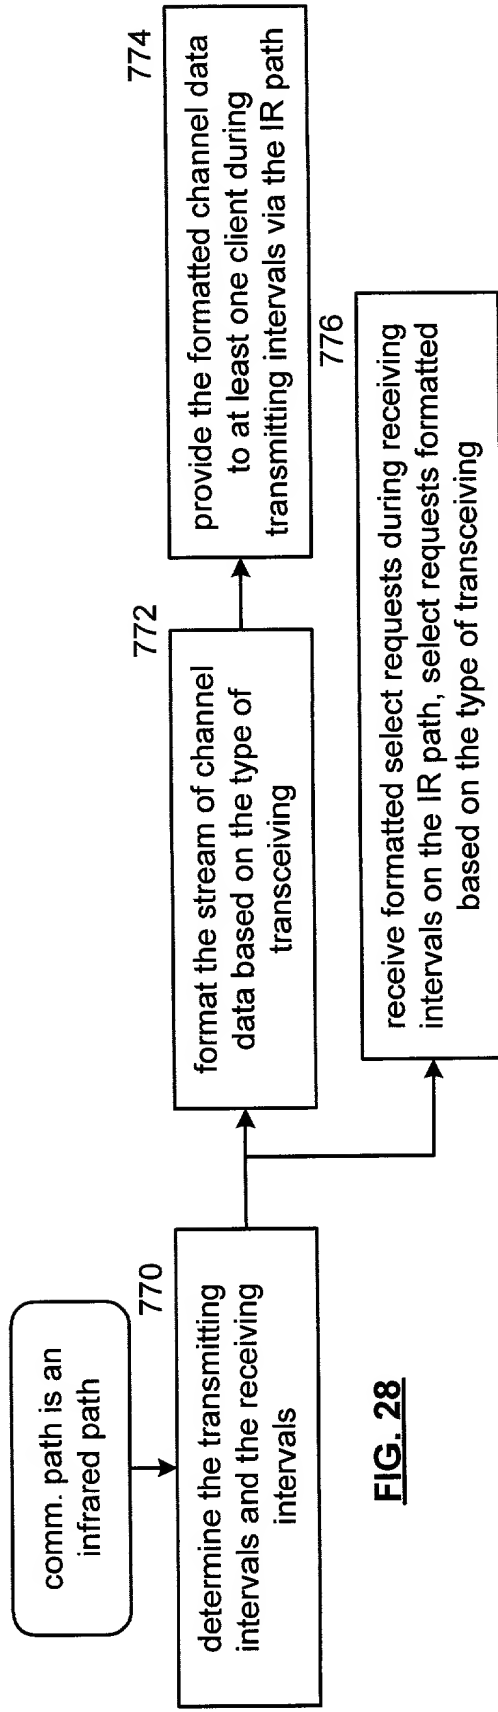 comm. path is an
infrared path
770
determine the transmitting
intervals and the receiving
intervals
772
format the stream of channel
data based on the type of
transceiving
774
provide the formatted channel data
to at least one client during
transmitting intervals via the IR path
776
receive formatted select requests during receiving
intervals on the IR path, select requests formatted
based on the type of transceiving
FIG. 28